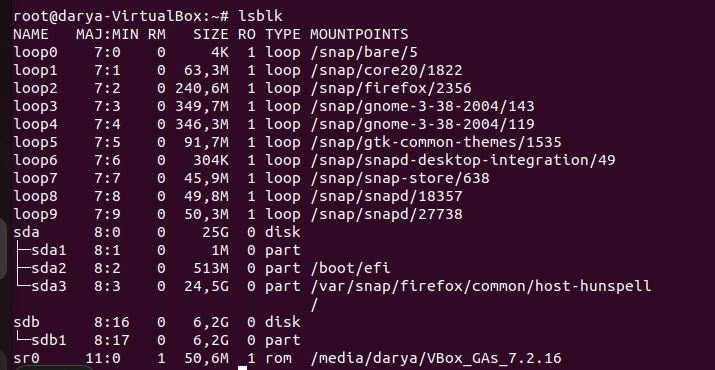 root@darya-VirtualBox:~# lsblk
NAME   MAJ:MIN RM   SIZE RO TYPE MOUNTPOINTS
loop0    7:0    0     4K  1 loop /snap/bare/5
loop1    7:1    0  63,3M  1 loop /snap/core20/1822
loop2    7:2    0 240,6M  1 loop /snap/firefox/2356
loop3    7:3    0 349,7M  1 loop /snap/gnome-3-38-2004/143
loop4    7:4    0 346,3M  1 loop /snap/gnome-3-38-2004/119
loop5    7:5    0  91,7M  1 loop /snap/gtk-common-themes/1535
loop6    7:6    0   304K  1 loop /snap/snapd-desktop-integration/49
loop7    7:7    0  45,9M  1 loop /snap/snap-store/638
loop8    7:8    0  49,8M  1 loop /snap/snapd/18357
loop9    7:9    0  50,3M  1 loop /snap/snapd/27738
sda      8:0    0    25G  0 disk
├─sda1   8:1    0     1M  0 part
├─sda2   8:2    0   513M  0 part /boot/efi
└─sda3   8:3    0  24,5G  0 part /var/snap/firefox/common/host-hunspell
                                 /
sdb      8:16   0   6,2G  0 disk
└─sdb1   8:17   0   6,2G  0 part
sr0     11:0    1  50,6M  1 rom  /media/darya/VBox_GAs_7.2.16